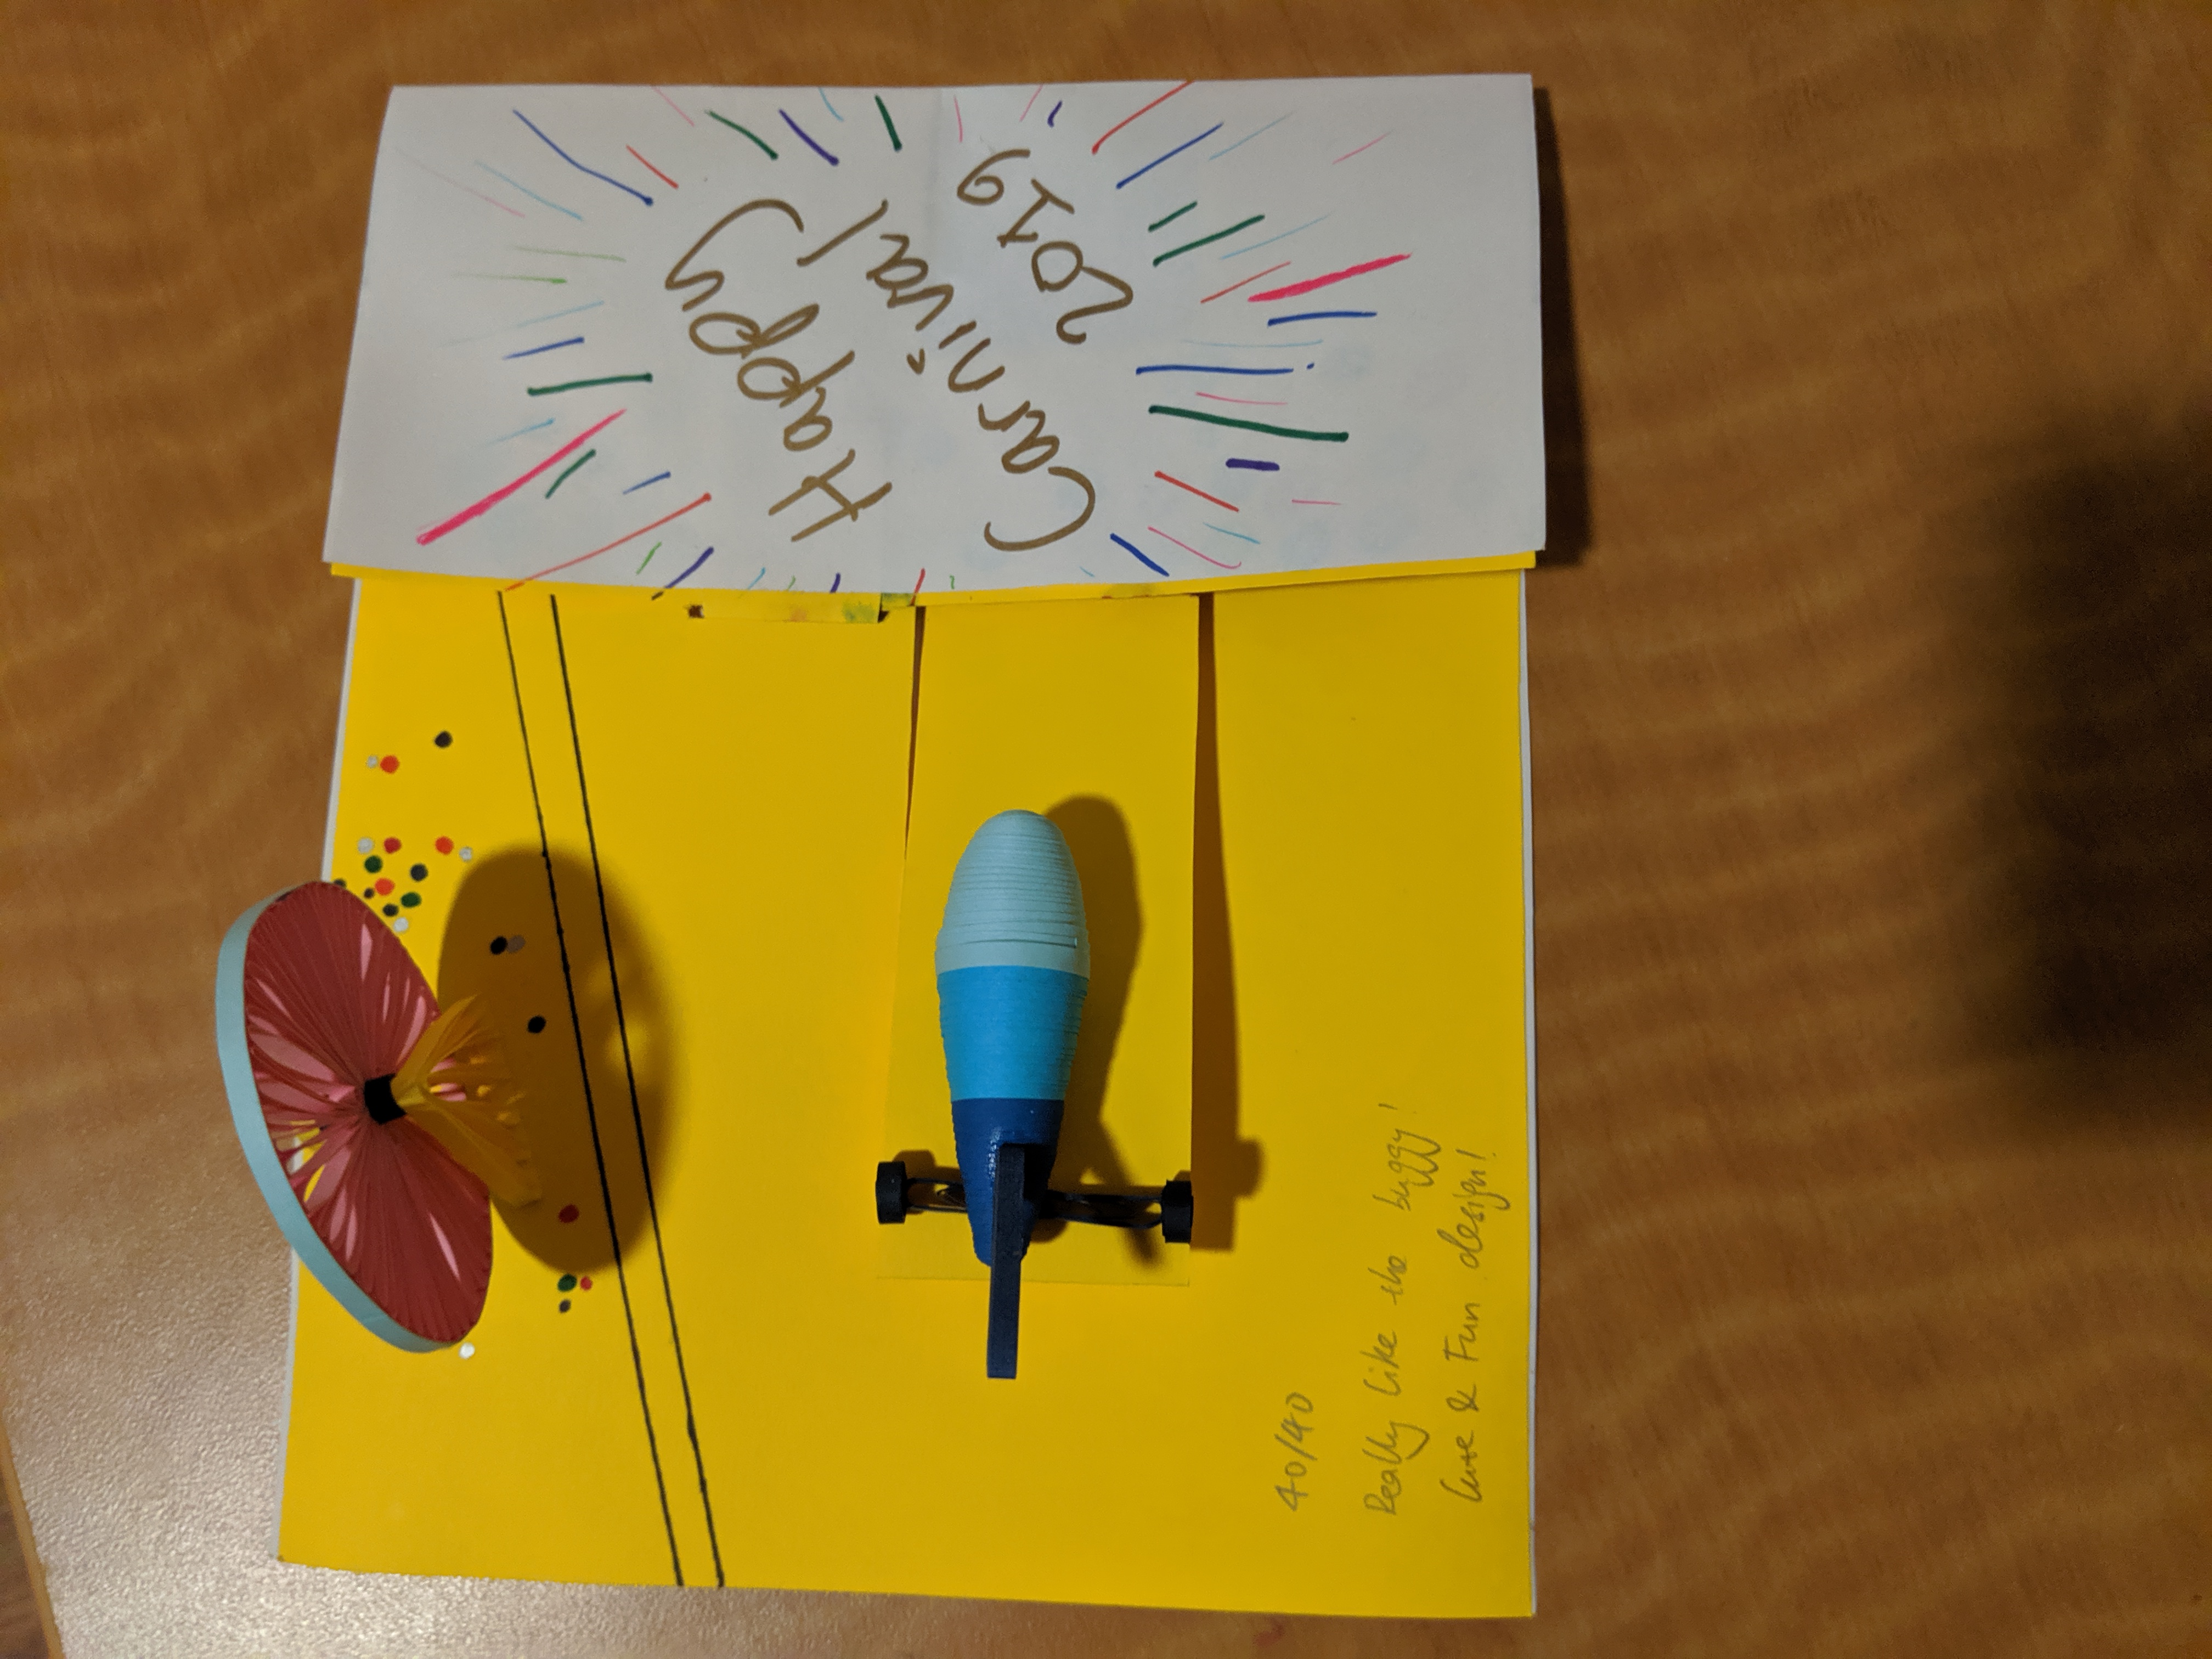 Happy
Carnival
2019
40/40
Really like the buggy!
Cute & Fun design!